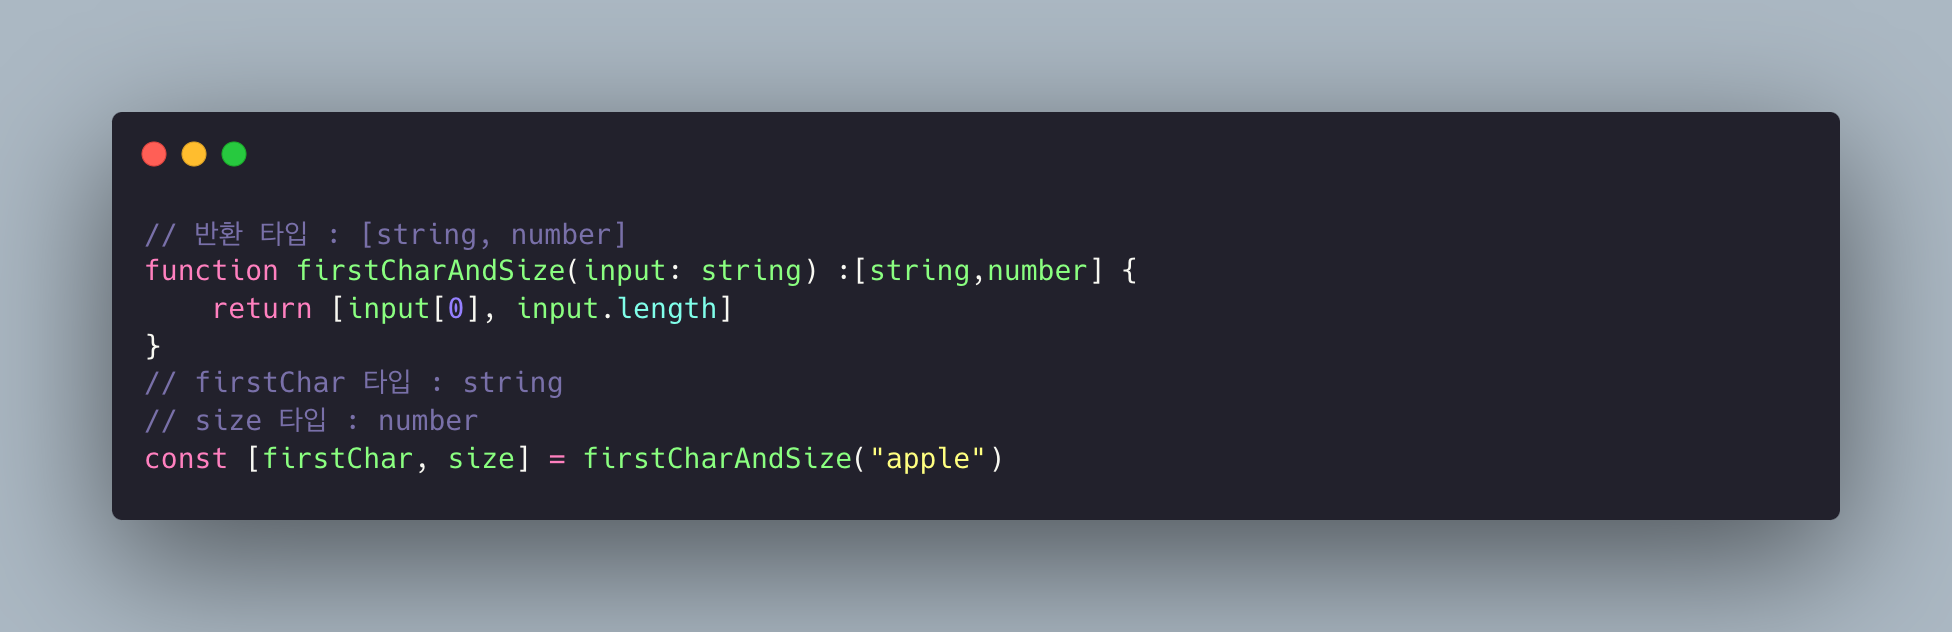 // 반환 타입 : [string, number]
function firstCharAndSize(input: string) :[string,number] {
    return [input[0], input.length]
}
// firstChar 타입 : string
// size 타입 : number
const [firstChar, size] = firstCharAndSize("apple")